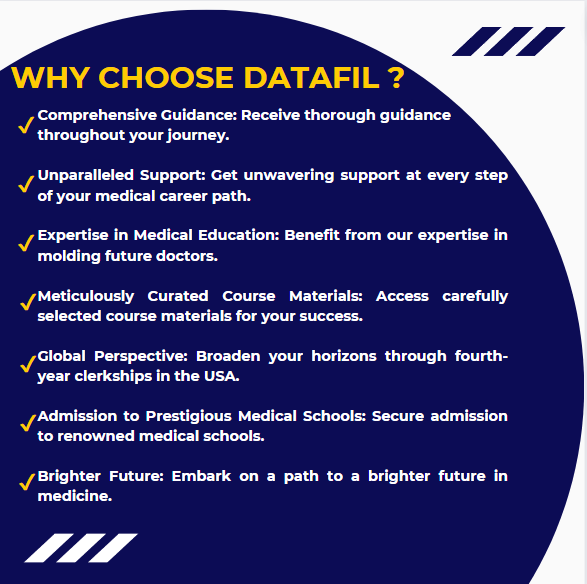 WHY CHOOSE DATAFIL ?
Comprehensive Guidance: Receive thorough guidance
throughout your journey.
Unparalleled Support: Get unwavering support at every step
of your medical career path.
Expertise in Medical Education: Benefit from our expertise in
molding future doctors.
Meticulously Curated Course Materials: Access carefully
selected course materials for your success.
Global Perspective: Broaden your horizons through fourth-
year clerkships in the USA.
Admission to Prestigious Medical Schools: Secure admission
to renowned medical schools.
Brighter Future: Embark on a path to a brighter future in
medicine.